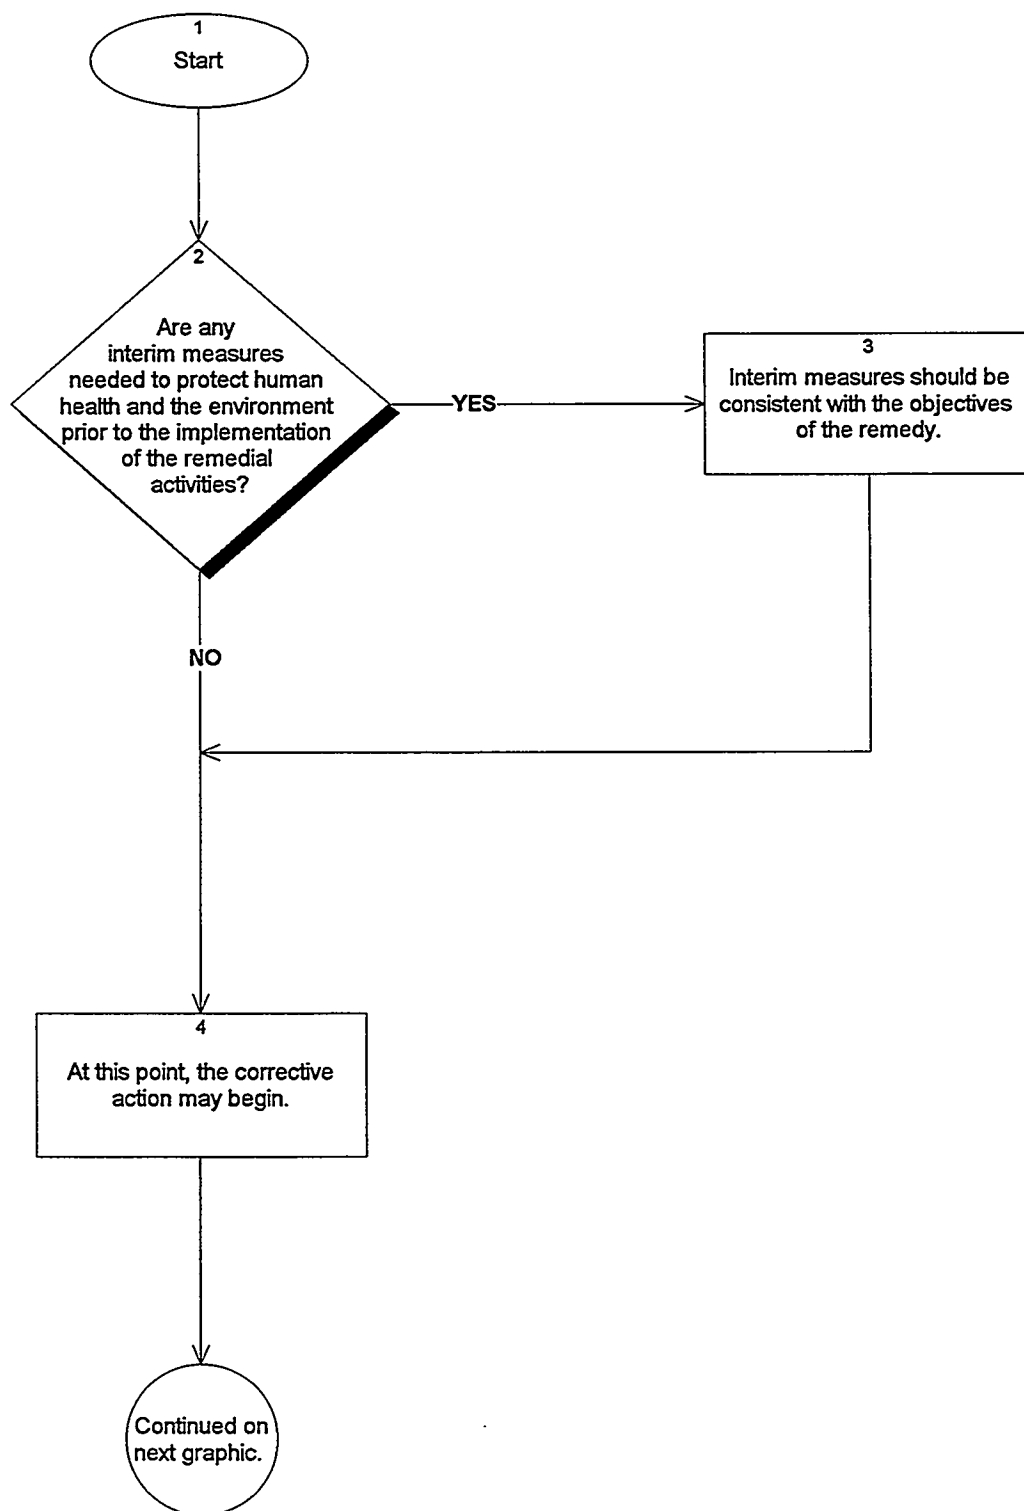 1
Start
2
Are any
interim measures
needed to protect human
health and the environment
prior to the implementation
of the remedial
activities?
YES
3
Interim measures should be
consistent with the objectives
of the remedy.
NO
4
At this point, the corrective
action may begin.
Continued on
next graphic.